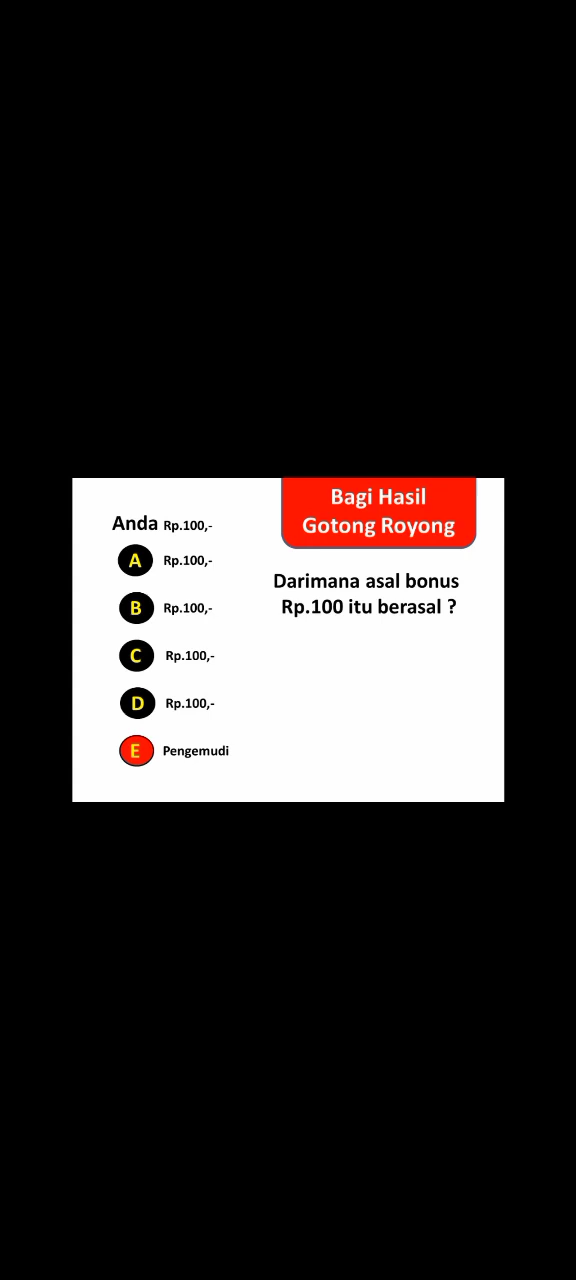 Bagi Hasil
Gotong Royong
Anda Rp.100,-
A Rp.100,-
B Rp.100,-
C Rp.100,-
D Rp.100,-
E Pengemudi
Darimana asal bonus
Rp.100 itu berasal ?